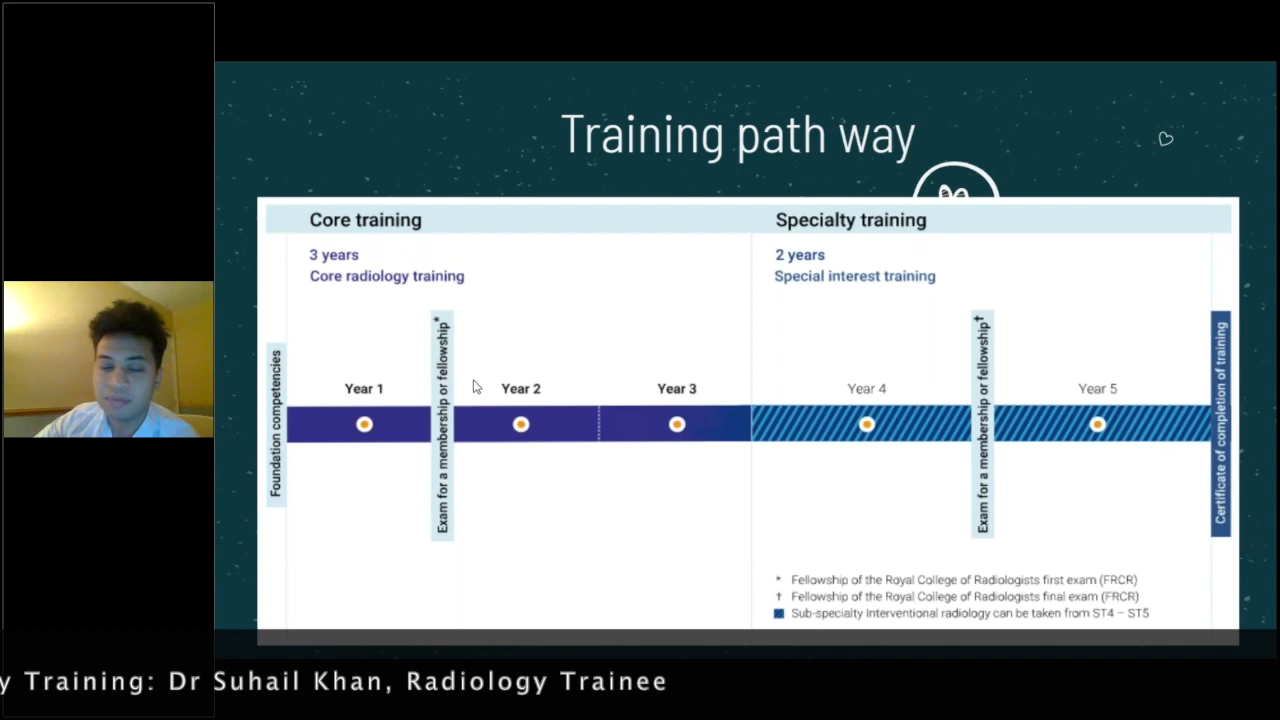 Training path way
Core training
Specialty training
3 years
Core radiology training
2 years
Special interest training
Foundation competencies
Year 1
Exam for a membership or fellowship*
Year 2
Year 3
Year 4
Exam for a membership or fellowship†
Year 5
Certificate of completion of training
* Fellowship of the Royal College of Radiologists first exam (FRCR)
† Fellowship of the Royal College of Radiologists final exam (FRCR)
Sub-specialty Interventional radiology can be taken from ST4 – ST5
y Training: Dr Suhail Khan, Radiology Trainee